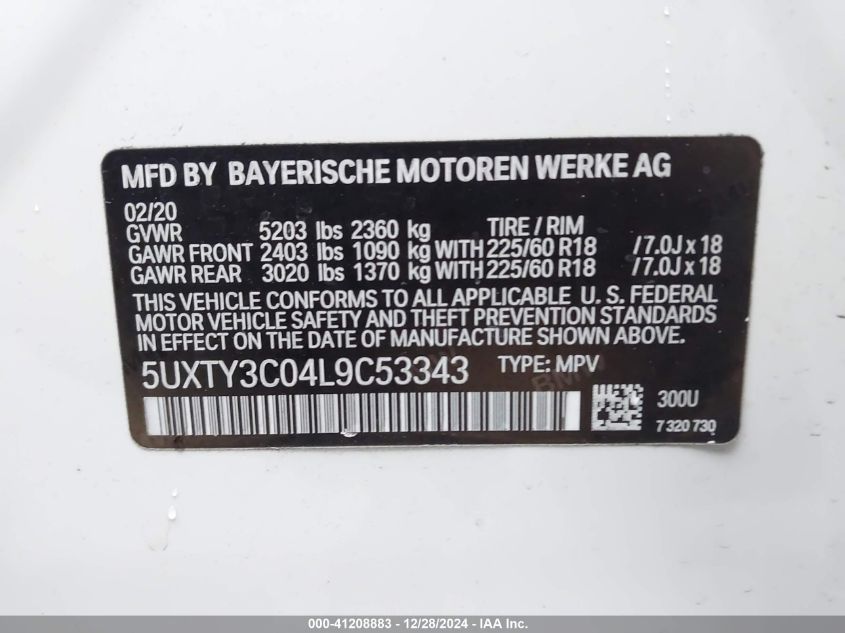 MFD BY BAYERISCHE MOTOREN WERKE AG
02/20
GVWR 5203 lbs 2360 kg TIRE / RIM
GAWR FRONT 2403 lbs 1090 kg WITH 225/60 R18 /7.0J x 18
GAWR REAR 3020 lbs 1370 kg WITH 225/60 R18 /7.0J x 18
THIS VEHICLE CONFORMS TO ALL APPLICABLE U. S. FEDERAL
MOTOR VEHICLE SAFETY AND THEFT PREVENTION STANDARDS
IN EFFECT ON THE DATE OF MANUFACTURE SHOWN ABOVE.
5UXTY3C04L9C53343 TYPE: MPV
BMW
300U
7 320 730
000-41208883 - 12/28/2024 - IAA, Inc.